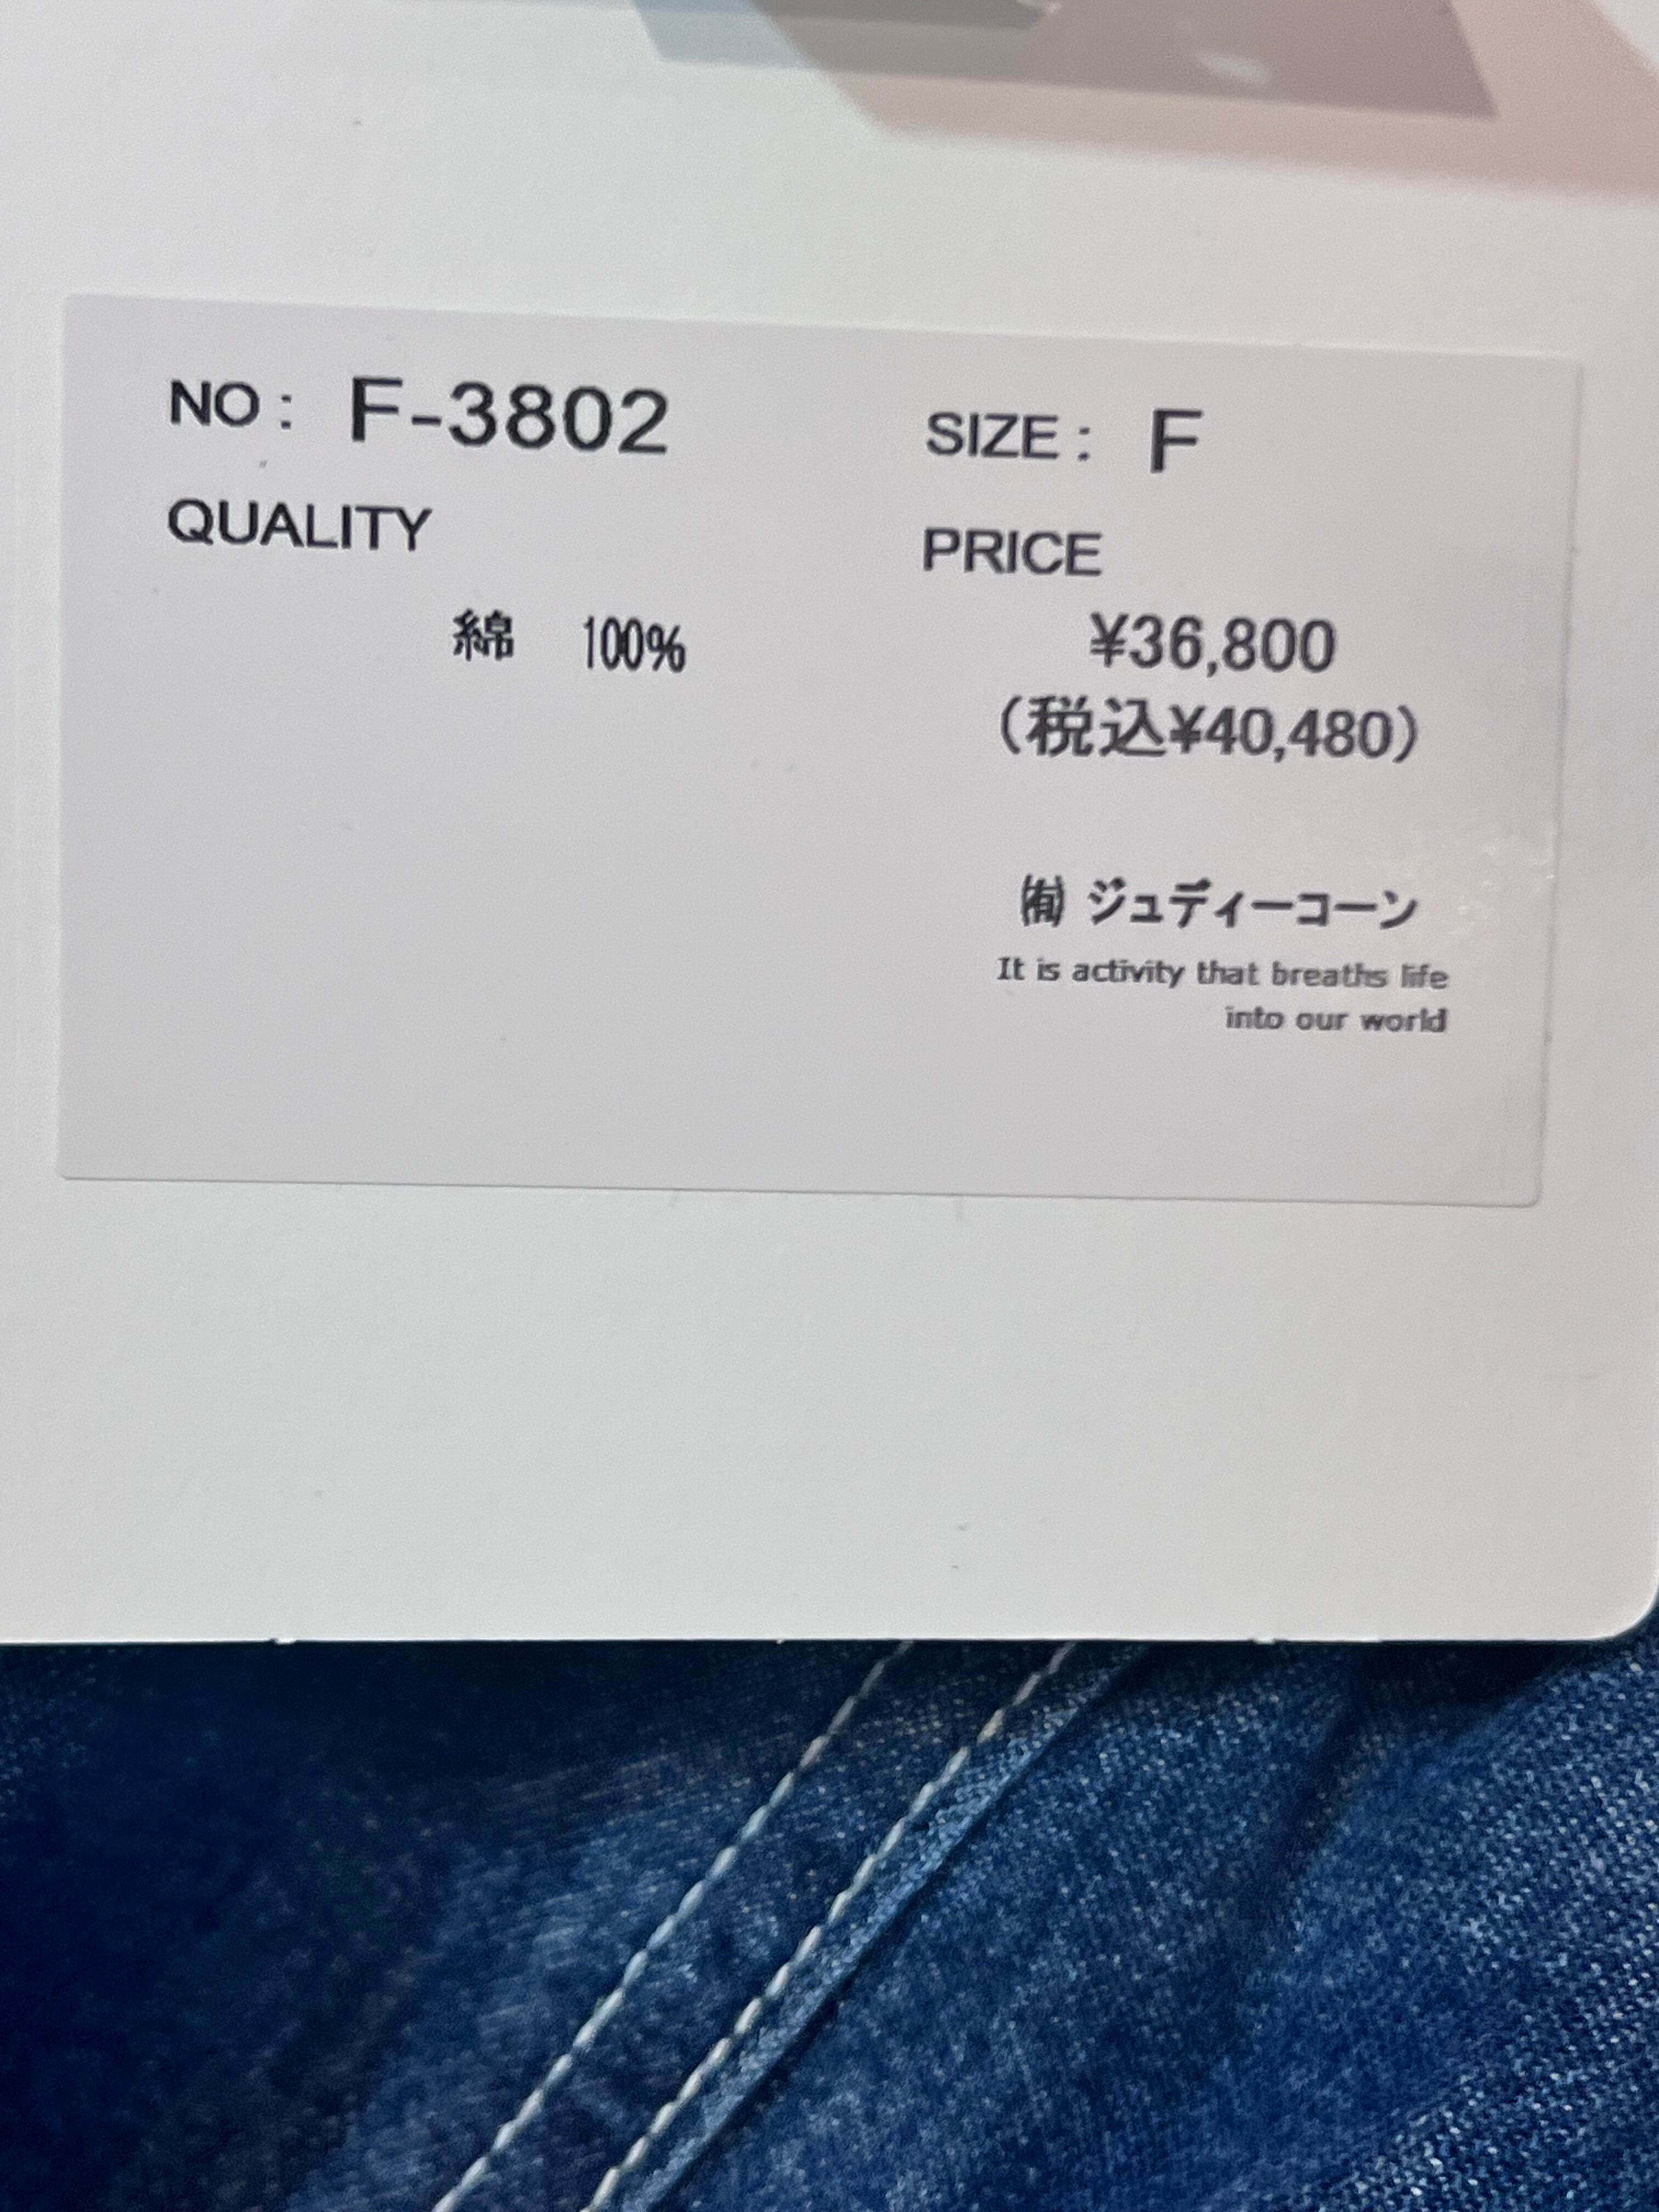 NO : F-3802
SIZE : F
QUALITY
綿 100%
PRICE
¥36,800
(税込¥40,480)
㈲ ジュディーコーン
It is activity that breaths life
into our world